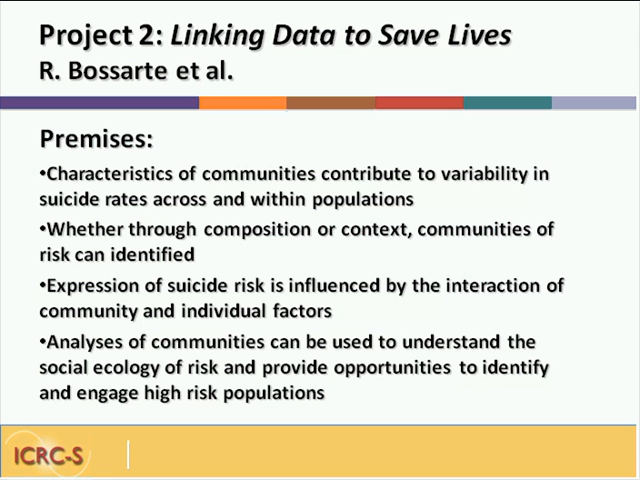 Project 2: Linking Data to Save Lives
R. Bossarte et al.
Premises:
•Characteristics of communities contribute to variability in
suicide rates across and within populations
•Whether through composition or context, communities of
risk can identified
•Expression of suicide risk is influenced by the interaction of
community and individual factors
•Analyses of communities can be used to understand the
social ecology of risk and provide opportunities to identify
and engage high risk populations
ICRC-S